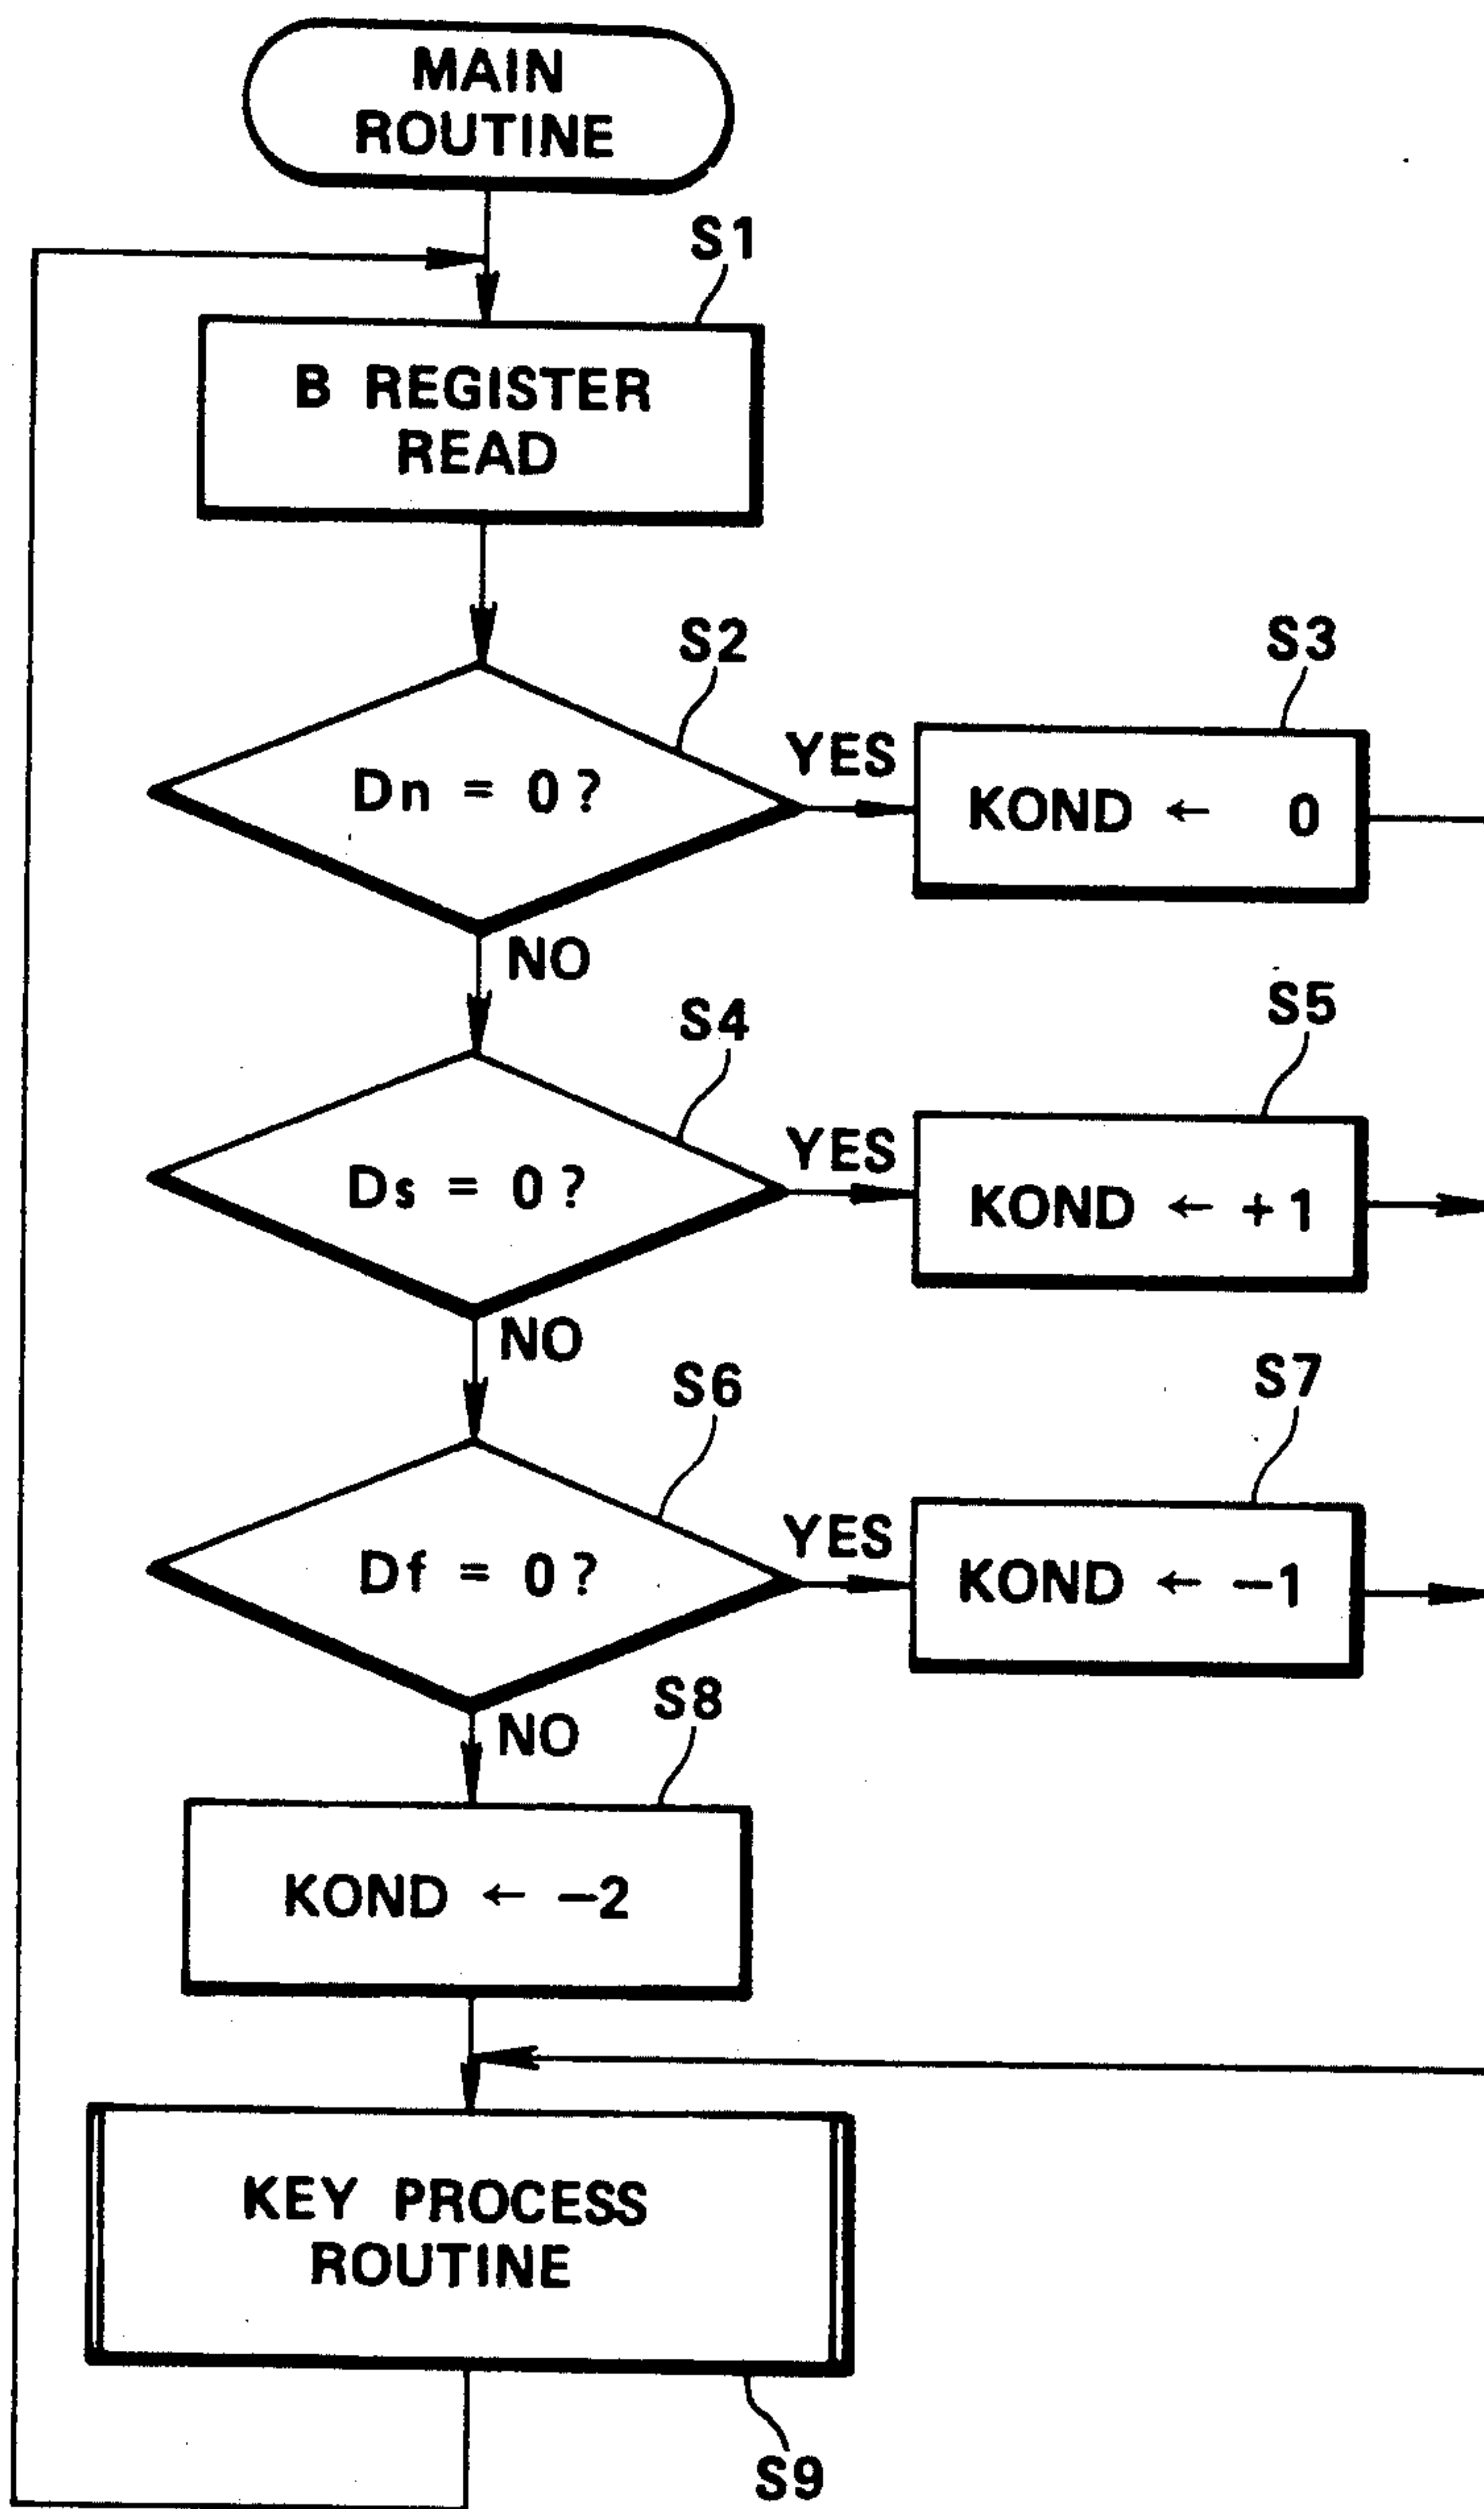 MAIN
ROUTINE
S1
B REGISTER
READ
S2
S3
Dn = 0?
YES
KOND ← 0
NO
S4
S5
Ds = 0?
YES
KOND ← +1
NO
S6
S7
Df = 0?
YES
KOND ← −1
NO
S8
KOND ← −2
KEY PROCESS
ROUTINE
S9